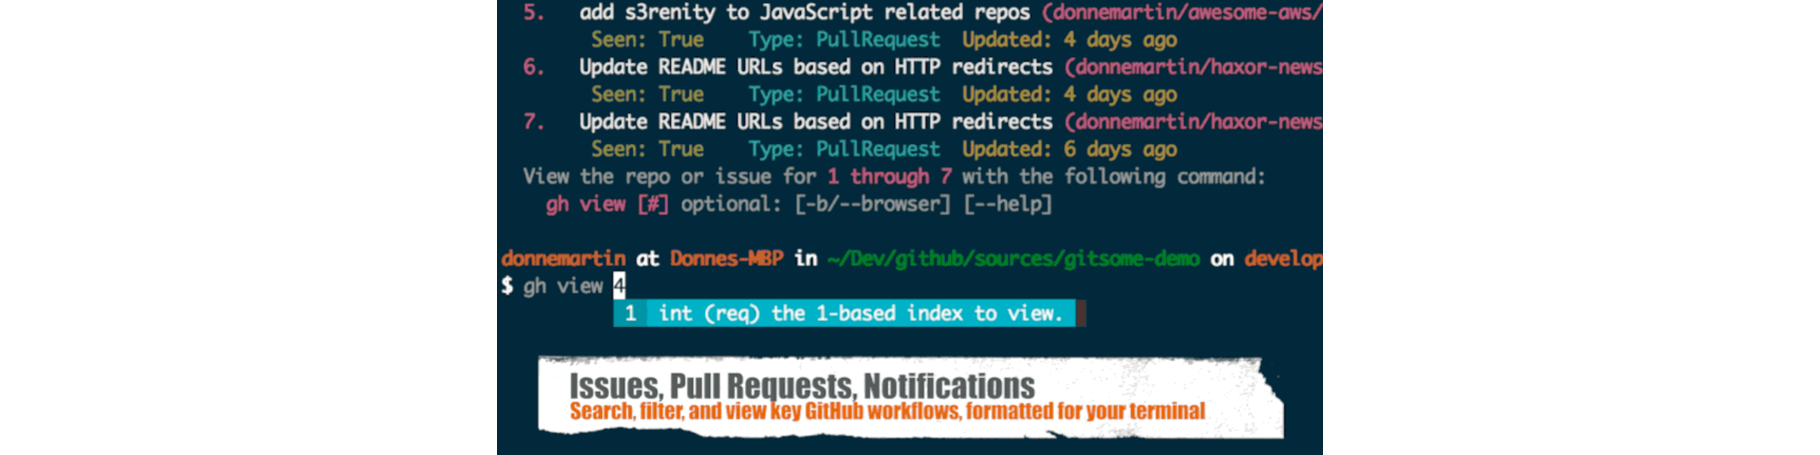 5. add s3renity to JavaScript related repos (donnemartin/awesome-aws/
Seen: True Type: PullRequest Updated: 4 days ago
6. Update README URLs based on HTTP redirects (donnemartin/haxor-news
Seen: True Type: PullRequest Updated: 4 days ago
7. Update README URLs based on HTTP redirects (donnemartin/haxor-news
Seen: True Type: PullRequest Updated: 6 days ago
View the repo or issue for 1 through 7 with the following command:
gh view [#] optional: [-b/--browser] [--help]
donnemartin at Donnes-MBP in ~/Dev/github/sources/gitsome-demo on develop
$ gh view 4
1 int (req) the 1-based index to view.
Issues, Pull Requests, Notifications
Search, filter, and view key GitHub workflows, formatted for your terminal